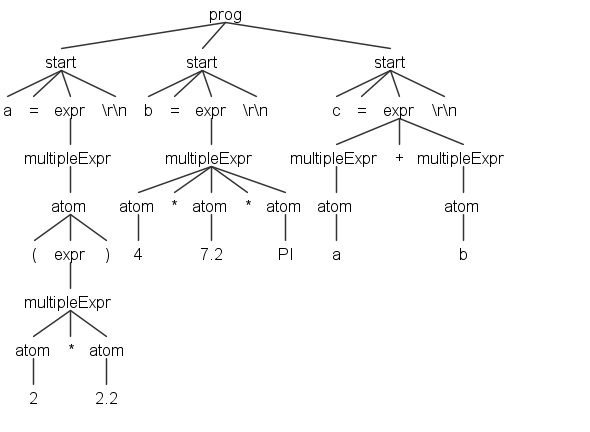 prog
start start start
a = expr \r\n b = expr \r\n c = expr \r\n
multipleExpr multipleExpr multipleExpr + multipleExpr
atom atom * atom * atom atom atom
( expr ) 4 7.2 PI a b
multipleExpr
atom * atom
2 2.2